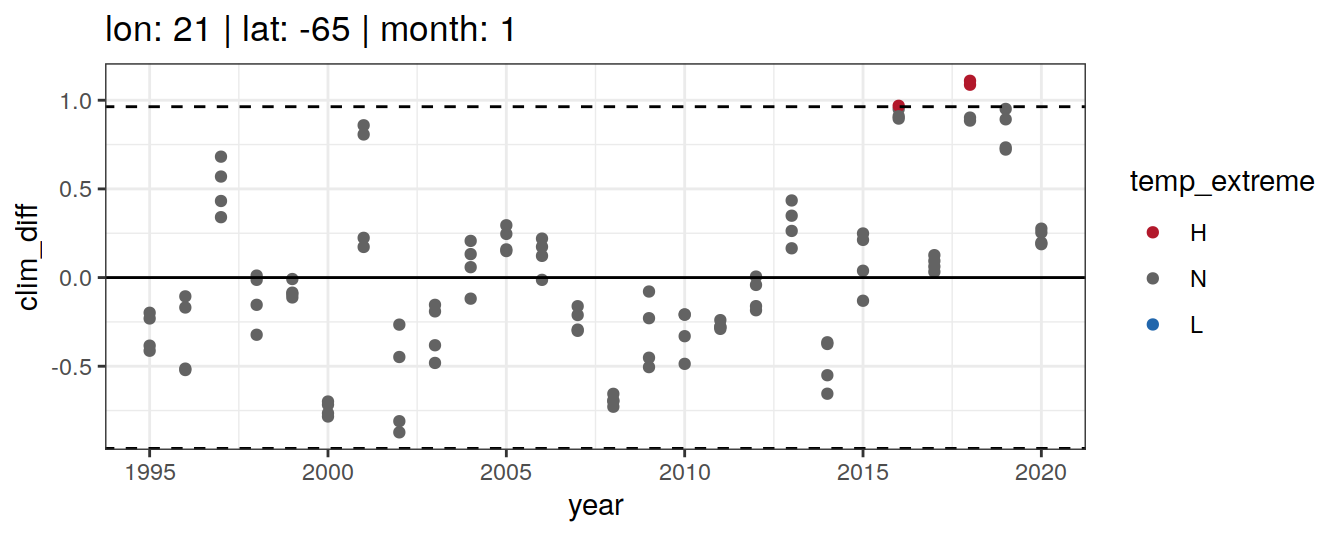 lon: 21 | lat: -65 | month: 1
1.0
0.5
0.0
-0.5
clim_diff
1995 2000 2005 2010 2015 2020
year
temp_extreme
H
N
L